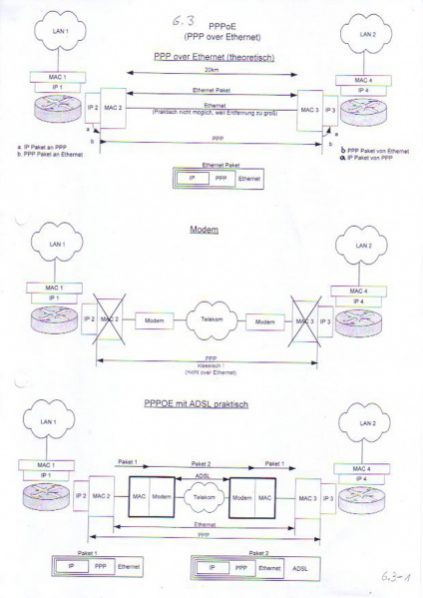 6.3
PPPoE
(PPP over Ethernet)
PPP over Ethernet (theoretisch)
LAN 1
LAN 2
20km
MAC 1
MAC 4
IP 1
IP 4
Ethernet Paket
IP 2
MAC 2
MAC 3
IP 3
Ethernet
(Praktisch nicht möglich, weil Entfernung zu groß)
a
b
PPP
a
b
a. IP Paket an PPP
b. PPP Paket an Ethernet
b PPP Paket von Ethernet
a IP Paket von PPP
Ethernet Paket
IP
PPP
Ethernet
Modem
LAN 1
LAN 2
MAC 1
MAC 4
IP 1
IP 4
IP 2
MAC 2
Modem
Telekom
Modem
MAC 3
IP 3
PPP
klassisch !
(nicht over Ethernet)
PPPOE mit ADSL praktisch
LAN 1
LAN 2
Paket 1
Paket 2
Paket 1
MAC 1
MAC 4
IP 1
IP 4
ADSL
IP 2
MAC 2
MAC
Modem
Telekom
Modem
MAC
MAC 3
IP 3
Ethernet
PPP
Paket 1
Paket 2
IP
PPP
Ethernet
IP
PPP
Ethernet
ADSL
6.3-1